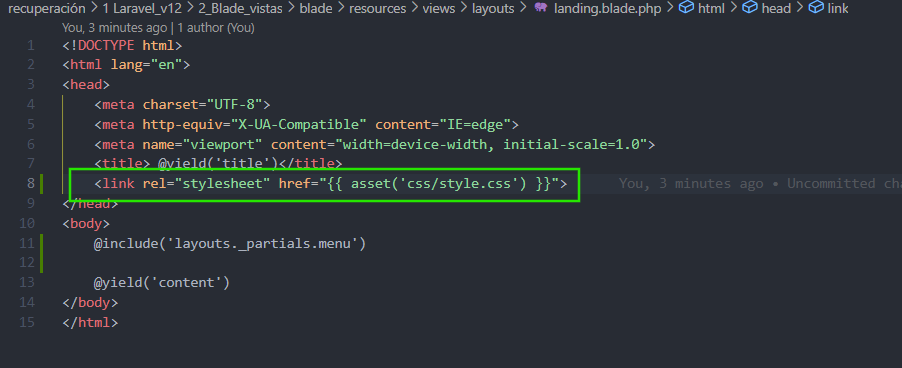 recuperación > 1 Laravel_v12 > 2_Blade_vistas > blade > resources > views > layouts > landing.blade.php > html > head > link
You, 3 minutes ago | 1 author (You)
1 <!DOCTYPE html>
2 <html lang="en">
3 <head>
4 <meta charset="UTF-8">
5 <meta http-equiv="X-UA-Compatible" content="IE=edge">
6 <meta name="viewport" content="width=device-width, initial-scale=1.0">
7 <title> @yield('title')</title>
8 <link rel="stylesheet" href="{{ asset('css/style.css') }}"> You, 3 minutes ago • Uncommitted cha
9 </head>
10 <body>
11 @include('layouts._partials.menu')
12
13 @yield('content')
14 </body>
15 </html>